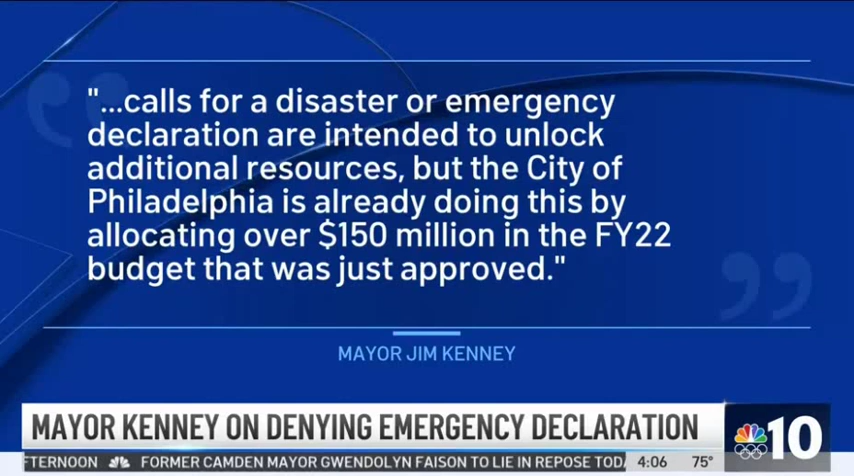 "...calls for a disaster or emergency
declaration are intended to unlock
additional resources, but the City of
Philadelphia is already doing this by
allocating over $150 million in the FY22
budget that was just approved."
MAYOR JIM KENNEY
MAYOR KENNEY ON DENYING EMERGENCY DECLARATION
10
FTERNOON FORMER CAMDEN MAYOR GWENDOLYN FAISON TO LIE IN REPOSE TOD 4:06 75°